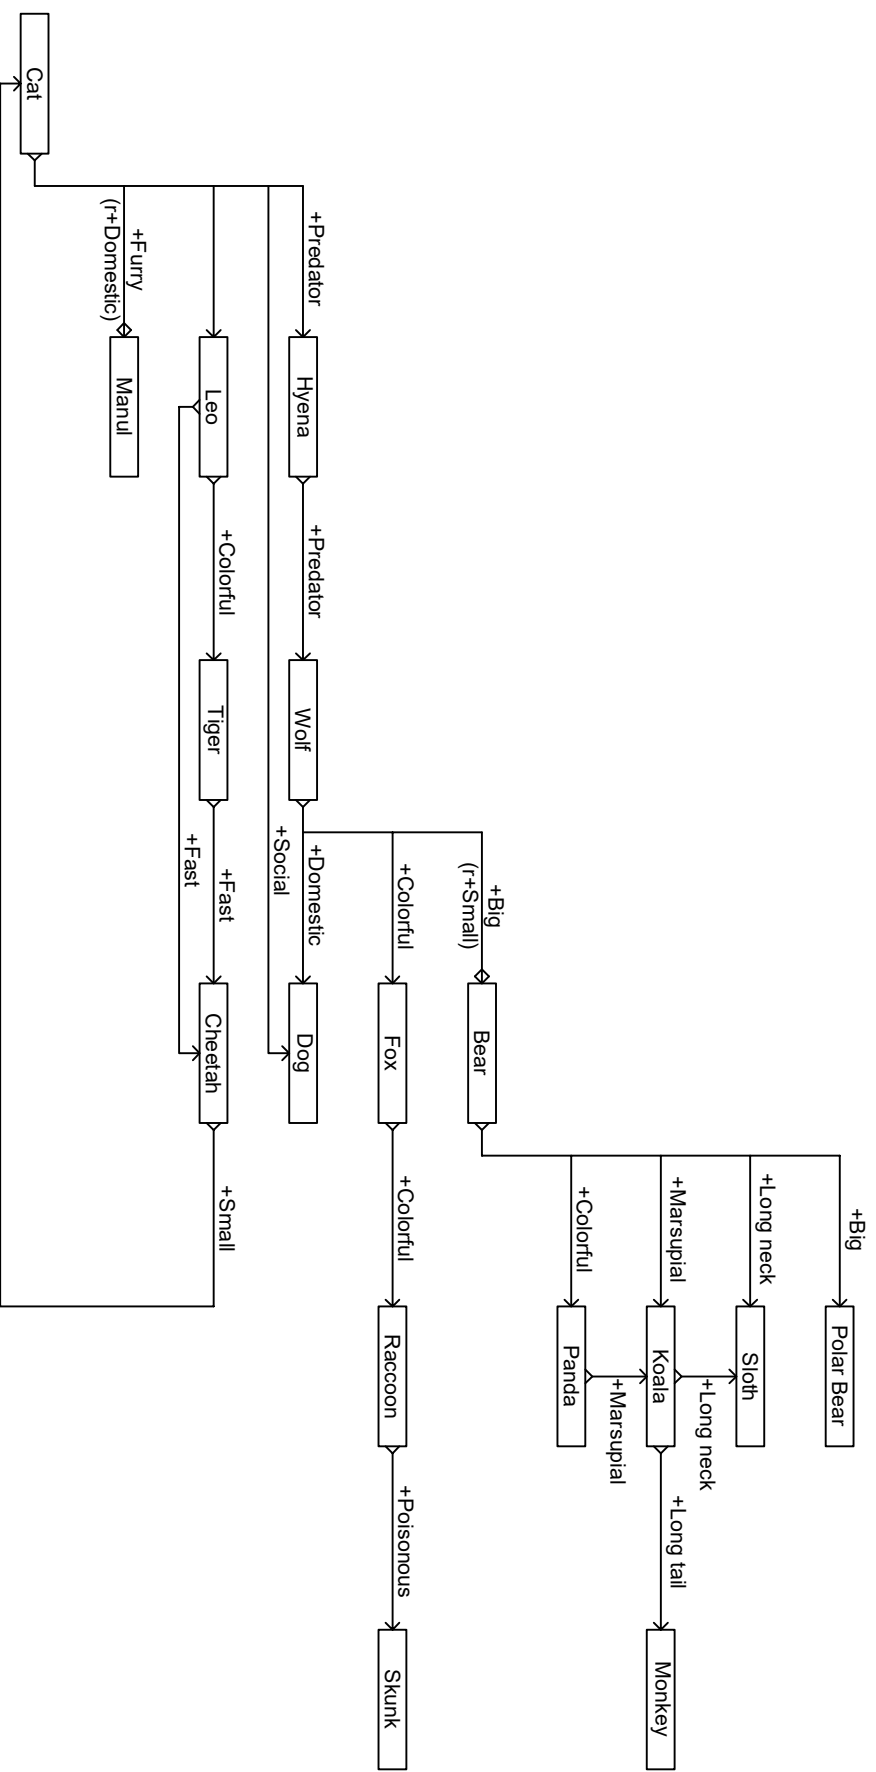 Cat
+Predator
+Social
+Furry
(r+Domestic)
Hyena
Leo
Manul
+Predator
+Colorful
+Fast
Wolf
Tiger
+Big
(r+Small)
+Colorful
+Domestic
+Fast
Bear
Fox
Dog
Cheetah
+Big
+Long neck
+Marsupial
+Colorful
+Colorful
+Small
Polar Bear
Sloth
+Long neck
Koala
+Marsupial
Panda
Raccoon
+Long tail
+Poisonous
Monkey
Skunk